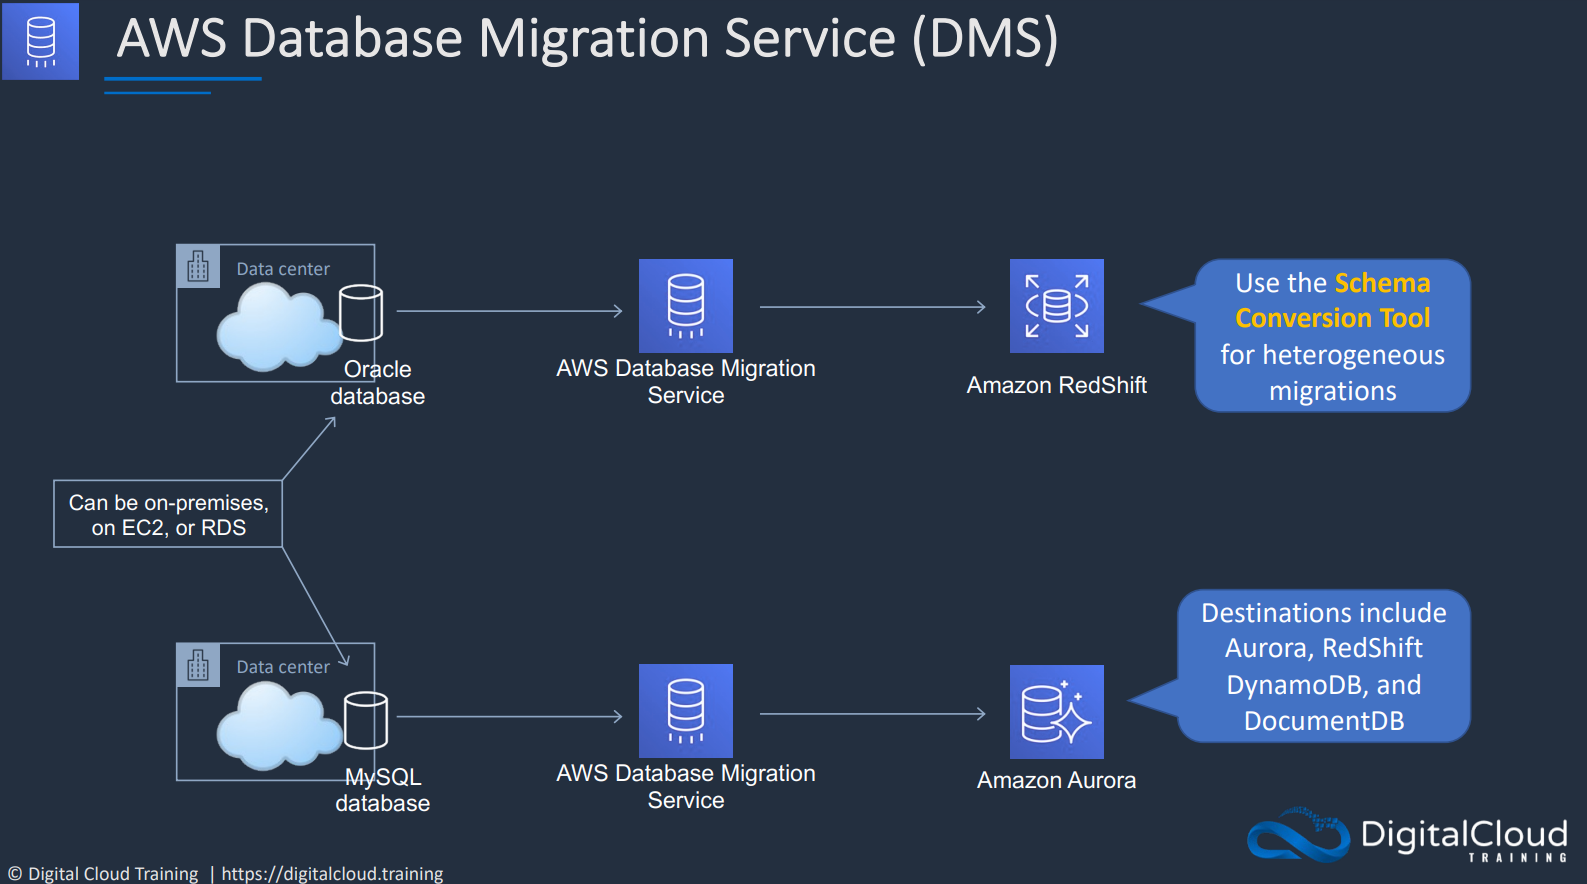 AWS Database Migration Service (DMS)
Data center
Oracle
database
AWS Database Migration
Service
Amazon RedShift
Use the Schema
Conversion Tool
for heterogeneous
migrations
Can be on-premises,
on EC2, or RDS
Data center
MySQL
database
AWS Database Migration
Service
Amazon Aurora
Destinations include
Aurora, RedShift
DynamoDB, and
DocumentDB
DigitalCloud
TRAINING
© Digital Cloud Training | https://digitalcloud.training